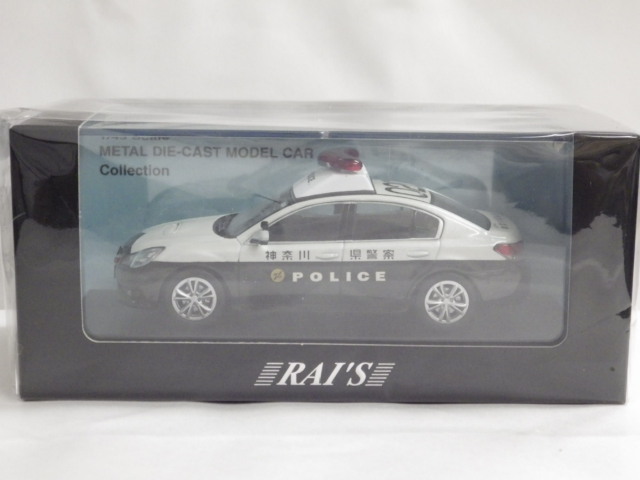 METAL DIE-CAST MODEL CAR
Collection
神奈川県警察
POLICE
RAI'S